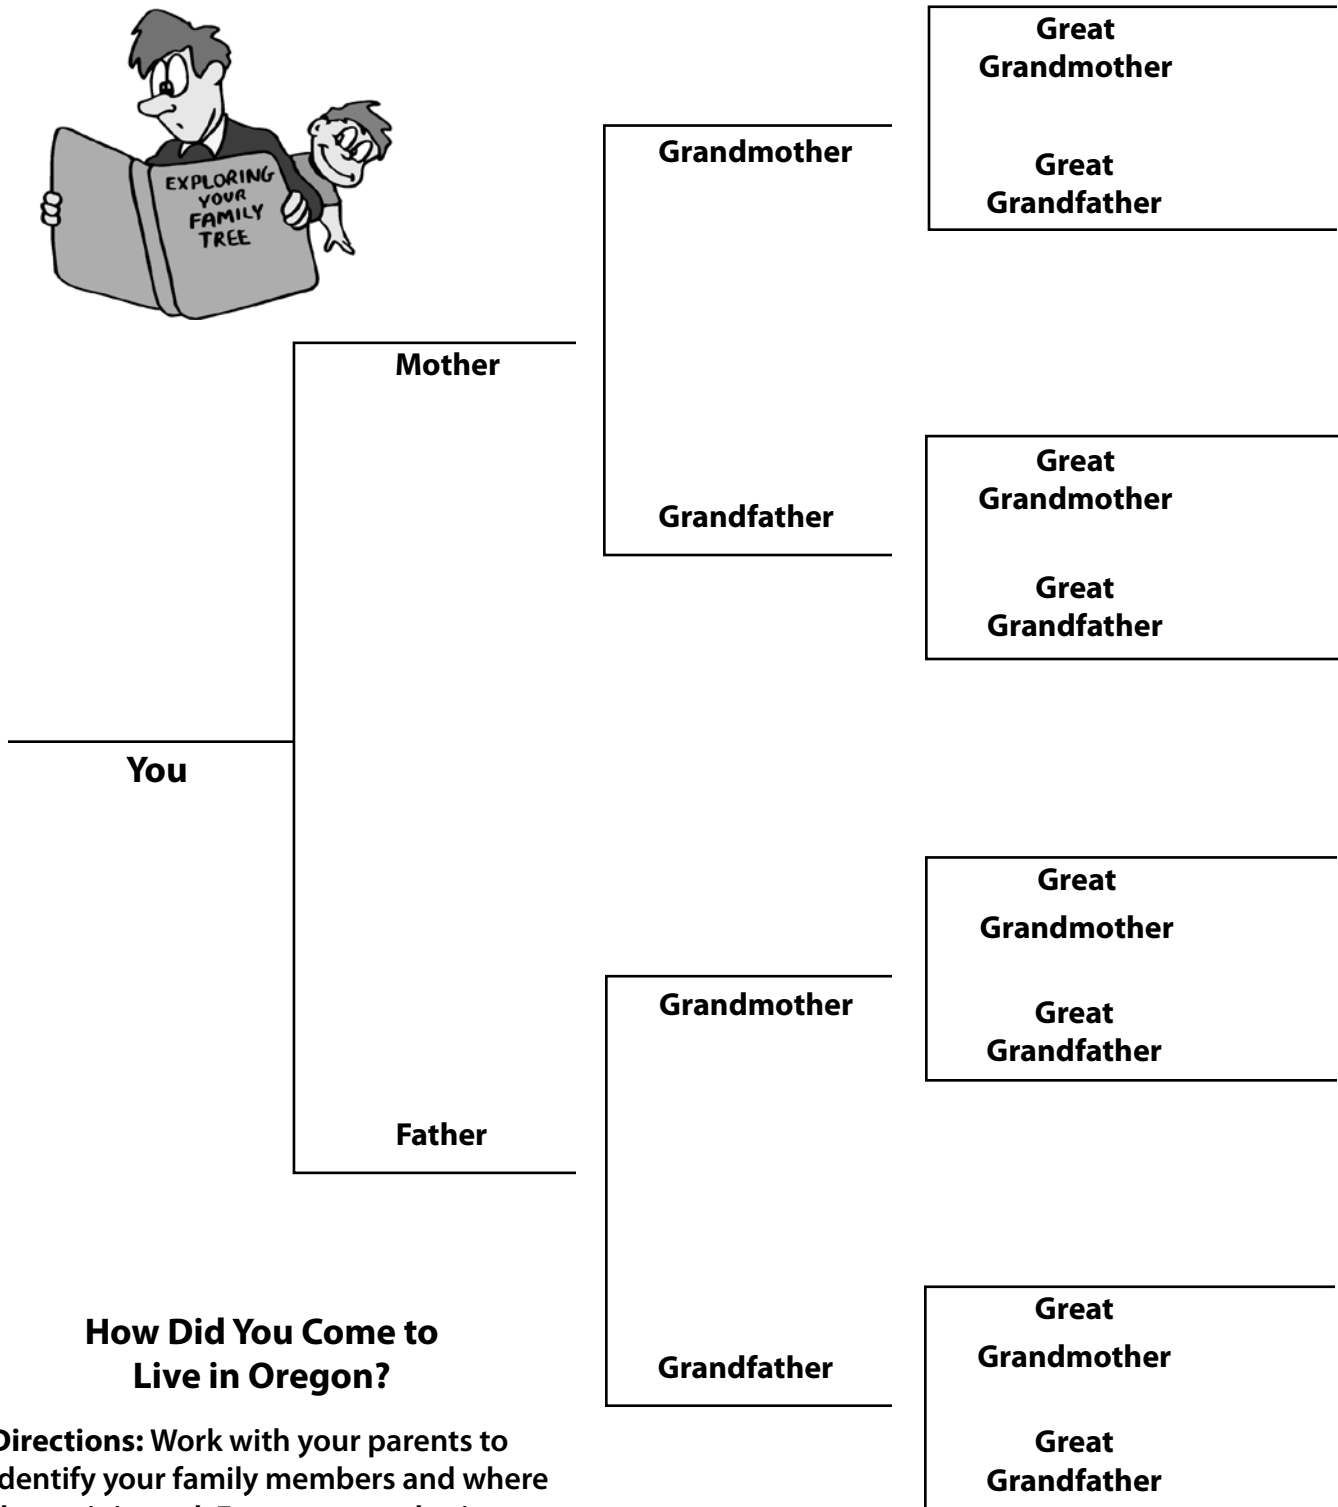 EXPLORING
YOUR
FAMILY
TREE
Great
Grandmother
Great
Grandfather
Grandmother
Mother
Great
Grandmother
Grandfather
Great
Grandfather
You
Great
Grandmother
Grandmother
Great
Grandfather
Father
Great
Grandmother
Grandfather
Great
Grandfather
How Did You Come to
Live in Oregon?
Directions: Work with your parents to
identify your family members and where